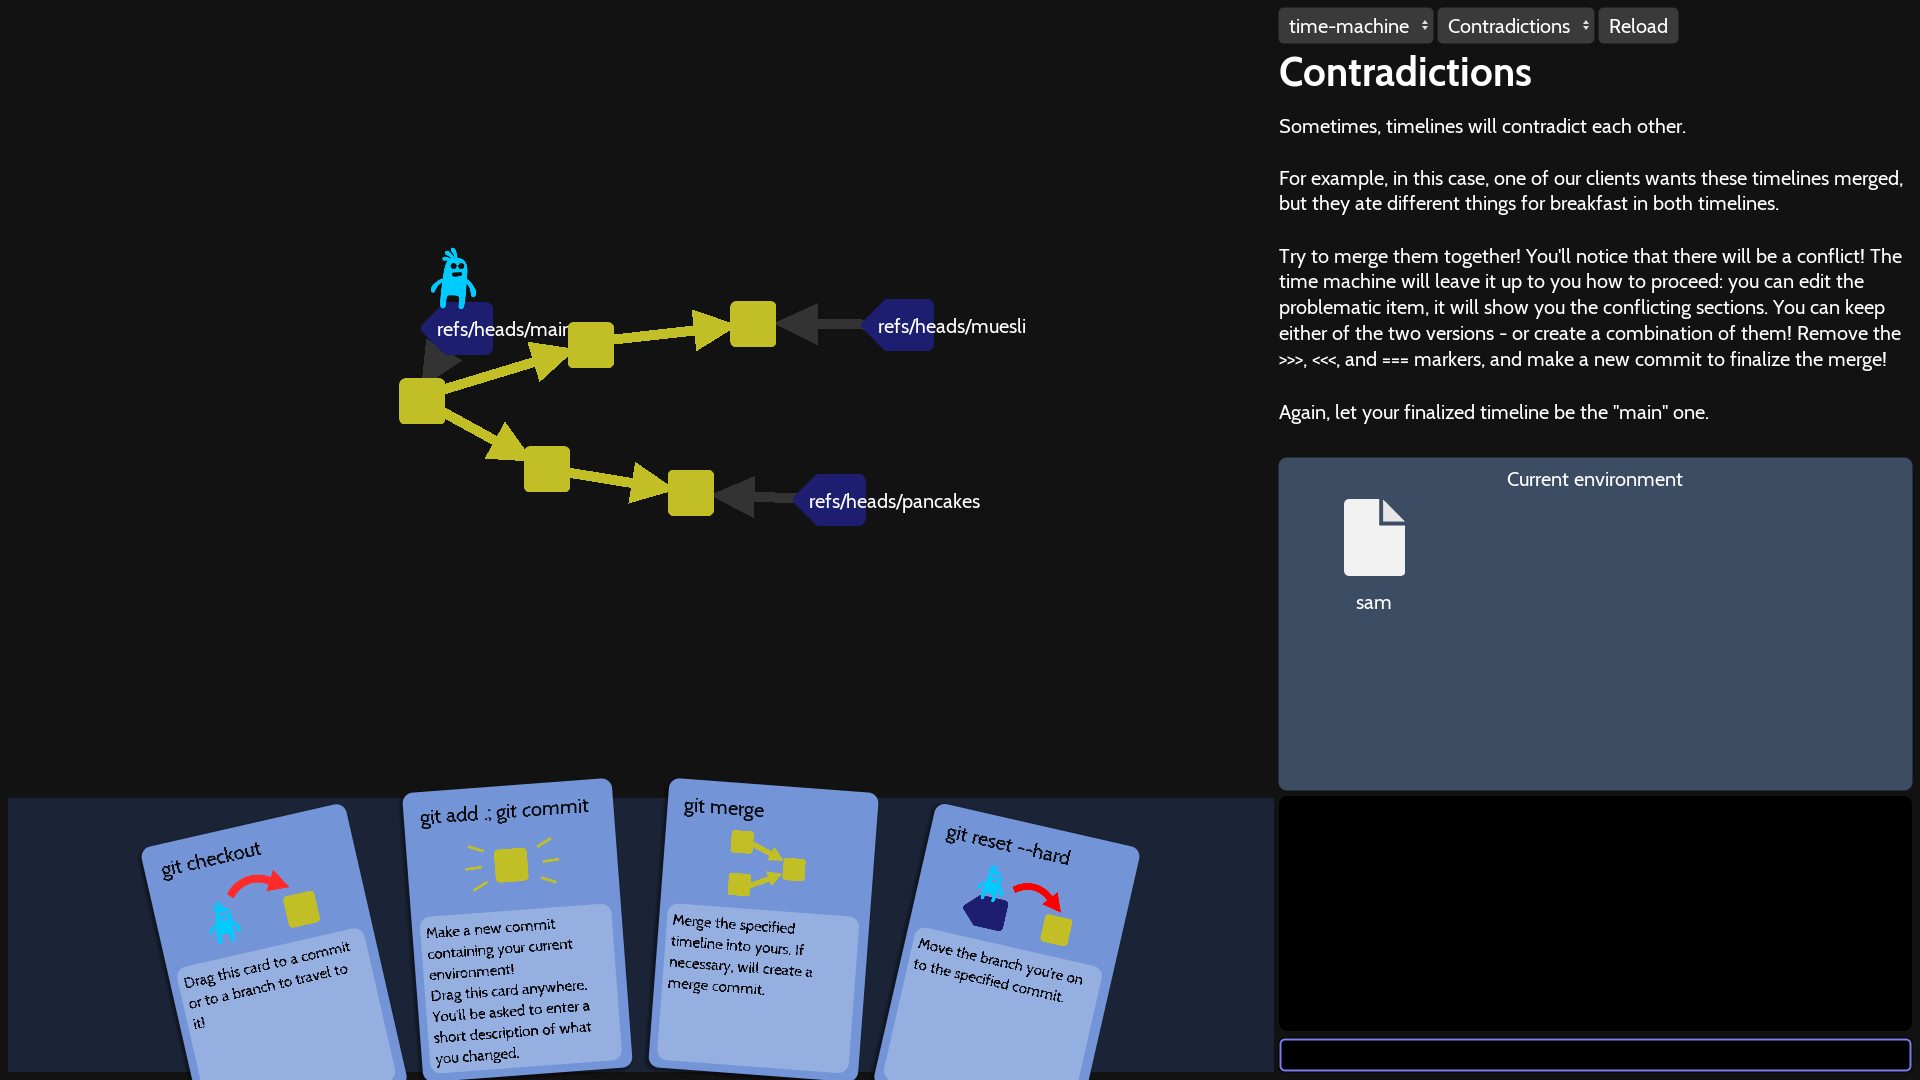 time-machine
Contradictions
Reload
Contradictions
Sometimes, timelines will contradict each other.
For example, in this case, one of our clients wants these timelines merged,
but they ate different things for breakfast in both timelines.
Try to merge them together! You'll notice that there will be a conflict! The
time machine will leave it up to you how to proceed: you can edit the
problematic item, it will show you the conflicting sections. You can keep
either of the two versions - or create a combination of them! Remove the
>>>, <<<, and === markers, and make a new commit to finalize the merge!
Again, let your finalized timeline be the "main" one.
Current environment
sam
refs/heads/main
refs/heads/muesli
refs/heads/pancakes
git checkout
Drag this card to a commit
or to a branch to travel to
it!
git add .; git commit
Make a new commit
containing your current
environment!
Drag this card anywhere.
You'll be asked to enter a
short description of what
you changed.
git merge
Merge the specified
timeline into yours. If
necessary, will create a
merge commit.
git reset --hard
Move the branch you're on
to the specified commit.